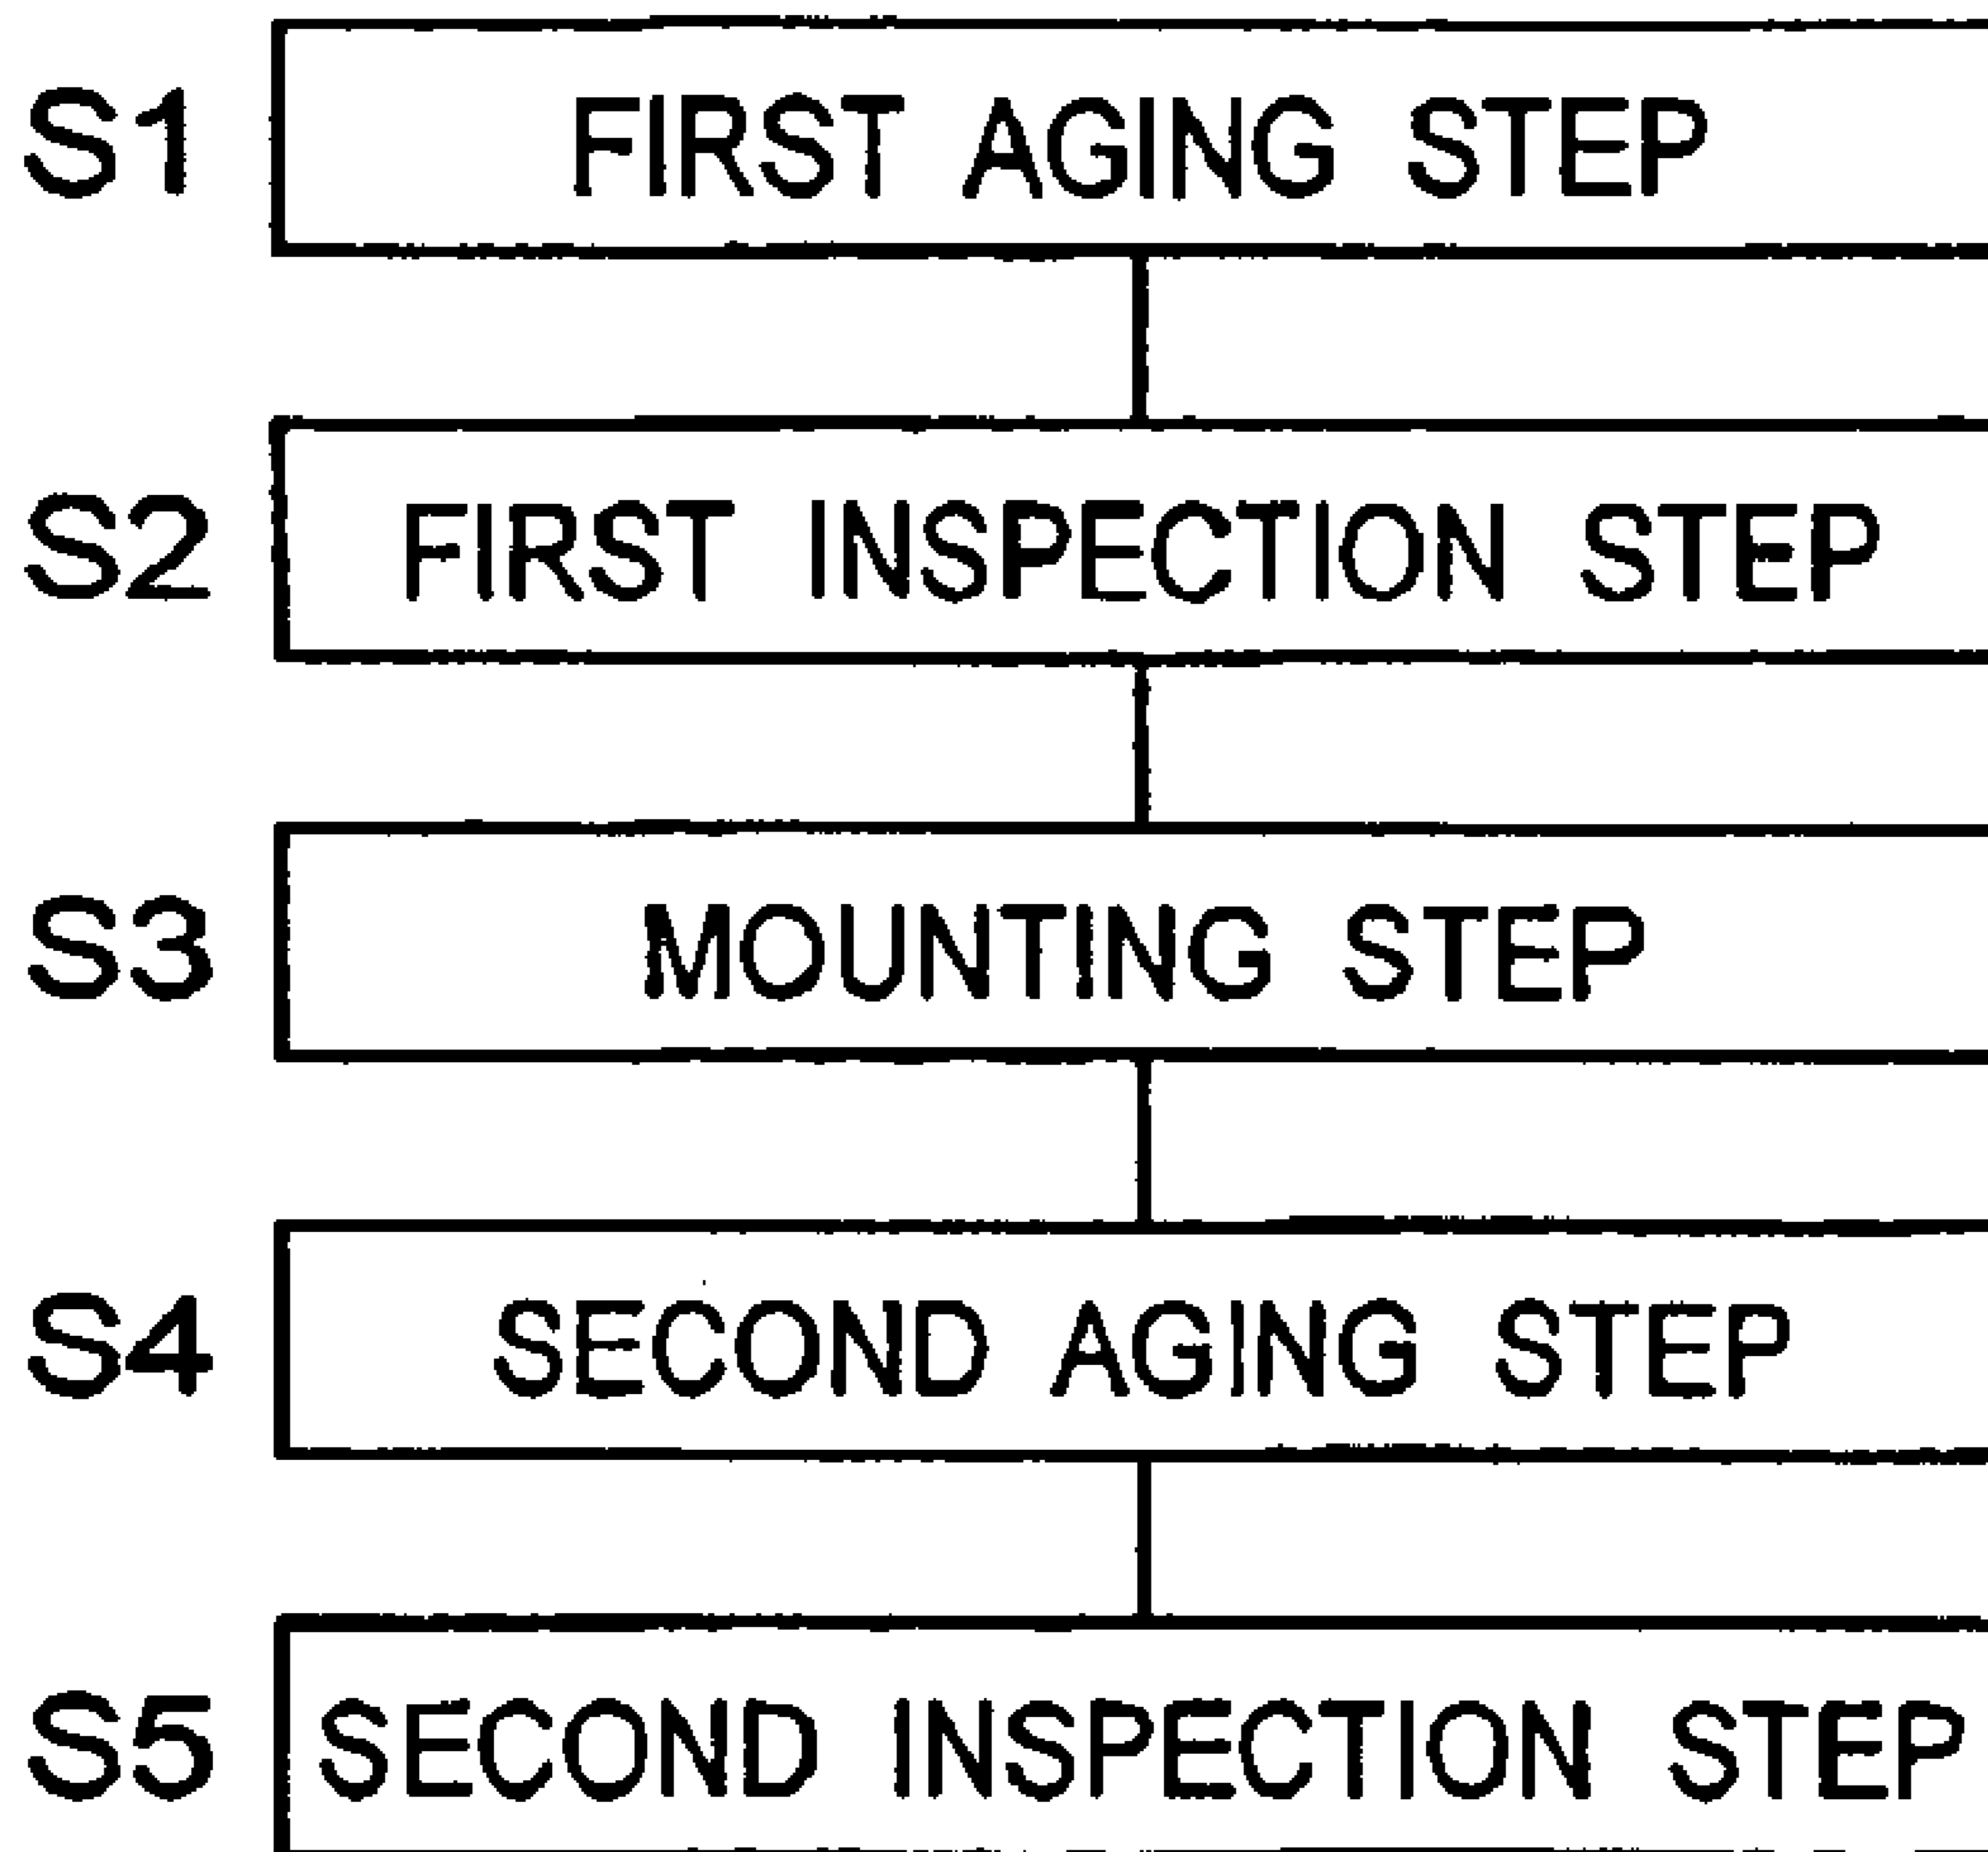 S1 FIRST AGING STEP
S2 FIRST INSPECTION STEP
S3 MOUNTING STEP
S4 SECOND AGING STEP
S5 SECOND INSPECTION STEP